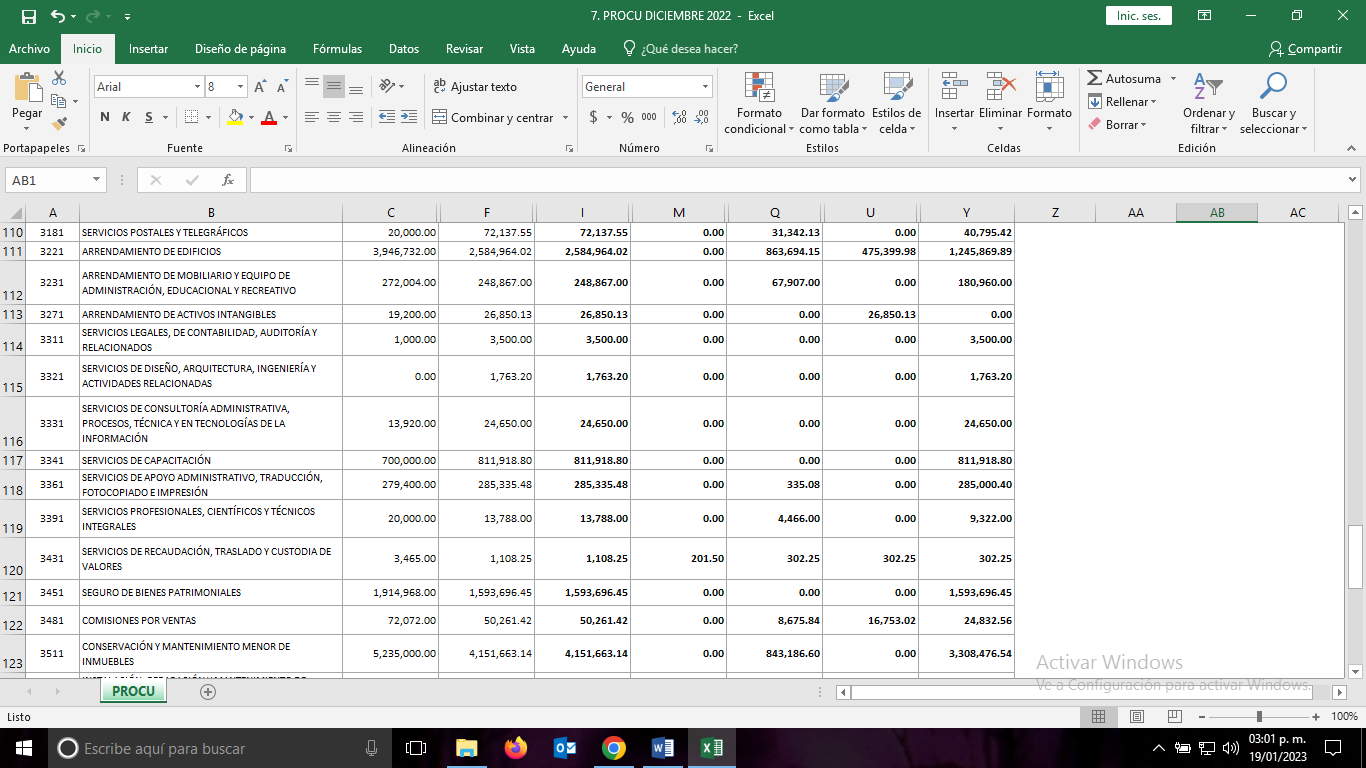 7. PROCU DICIEMBRE 2022 - Excel
Inic. ses.
Archivo Inicio Insertar Diseño de página Fórmulas Datos Revisar Vista Ayuda ¿Qué desea hacer? Compartir
Pegar
Arial 8
N K S
Ajustar texto
Combinar y centrar
General
$ % 000
Formato condicional
Dar formato como tabla
Estilos de celda
Insertar Eliminar Formato
Autosuma
Rellenar
Borrar
Ordenar y filtrar
Buscar y seleccionar
Portapapeles Fuente Alineación Número Estilos Celdas Edición
AB1 fx
A B C F I M Q U Y Z AA AB AC
110 3181 SERVICIOS POSTALES Y TELEGRÁFICOS 20,000.00 72,137.55 72,137.55 0.00 31,342.13 0.00 40,795.42
111 3221 ARRENDAMIENTO DE EDIFICIOS 3,946,732.00 2,584,964.02 2,584,964.02 0.00 863,694.15 475,399.98 1,245,869.89
ARRENDAMIENTO DE MOBILIARIO Y EQUIPO DE
112 3231 ADMINISTRACIÓN, EDUCACIONAL Y RECREATIVO 272,004.00 248,867.00 248,867.00 0.00 67,907.00 0.00 180,960.00
113 3271 ARRENDAMIENTO DE ACTIVOS INTANGIBLES 19,200.00 26,850.13 26,850.13 0.00 0.00 26,850.13 0.00
SERVICIOS LEGALES, DE CONTABILIDAD, AUDITORÍA Y
114 3311 RELACIONADOS 1,000.00 3,500.00 3,500.00 0.00 0.00 0.00 3,500.00
SERVICIOS DE DISEÑO, ARQUITECTURA, INGENIERÍA Y
115 3321 ACTIVIDADES RELACIONADAS 0.00 1,763.20 1,763.20 0.00 0.00 0.00 1,763.20
SERVICIOS DE CONSULTORÍA ADMINISTRATIVA,
116 3331 PROCESOS, TÉCNICA Y EN TECNOLOGÍAS DE LA 13,920.00 24,650.00 24,650.00 0.00 0.00 0.00 24,650.00
INFORMACIÓN
117 3341 SERVICIOS DE CAPACITACIÓN 700,000.00 811,918.80 811,918.80 0.00 0.00 0.00 811,918.80
SERVICIOS DE APOYO ADMINISTRATIVO, TRADUCCIÓN,
118 3361 FOTOCOPIADO E IMPRESIÓN 279,400.00 285,335.48 285,335.48 0.00 335.08 0.00 285,000.40
SERVICIOS PROFESIONALES, CIENTÍFICOS Y TÉCNICOS
119 3391 INTEGRALES 20,000.00 13,788.00 13,788.00 0.00 4,466.00 0.00 9,322.00
SERVICIOS DE RECAUDACIÓN, TRASLADO Y CUSTODIA DE
120 3431 VALORES 3,465.00 1,108.25 1,108.25 201.50 302.25 302.25 302.25
121 3451 SEGURO DE BIENES PATRIMONIALES 1,914,968.00 1,593,696.45 1,593,696.45 0.00 0.00 0.00 1,593,696.45
122 3481 COMISIONES POR VENTAS 72,072.00 50,261.42 50,261.42 0.00 8,675.84 16,753.02 24,832.56
CONSERVACIÓN Y MANTENIMIENTO MENOR DE
123 3511 INMUEBLES 5,235,000.00 4,151,663.14 4,151,663.14 0.00 843,186.60 0.00 3,308,476.54
Activar Windows
Ve a Configuración para activar Windows.
PROCU
Listo 100%
Escribe aquí para buscar
03:01 p. m.
19/01/2023